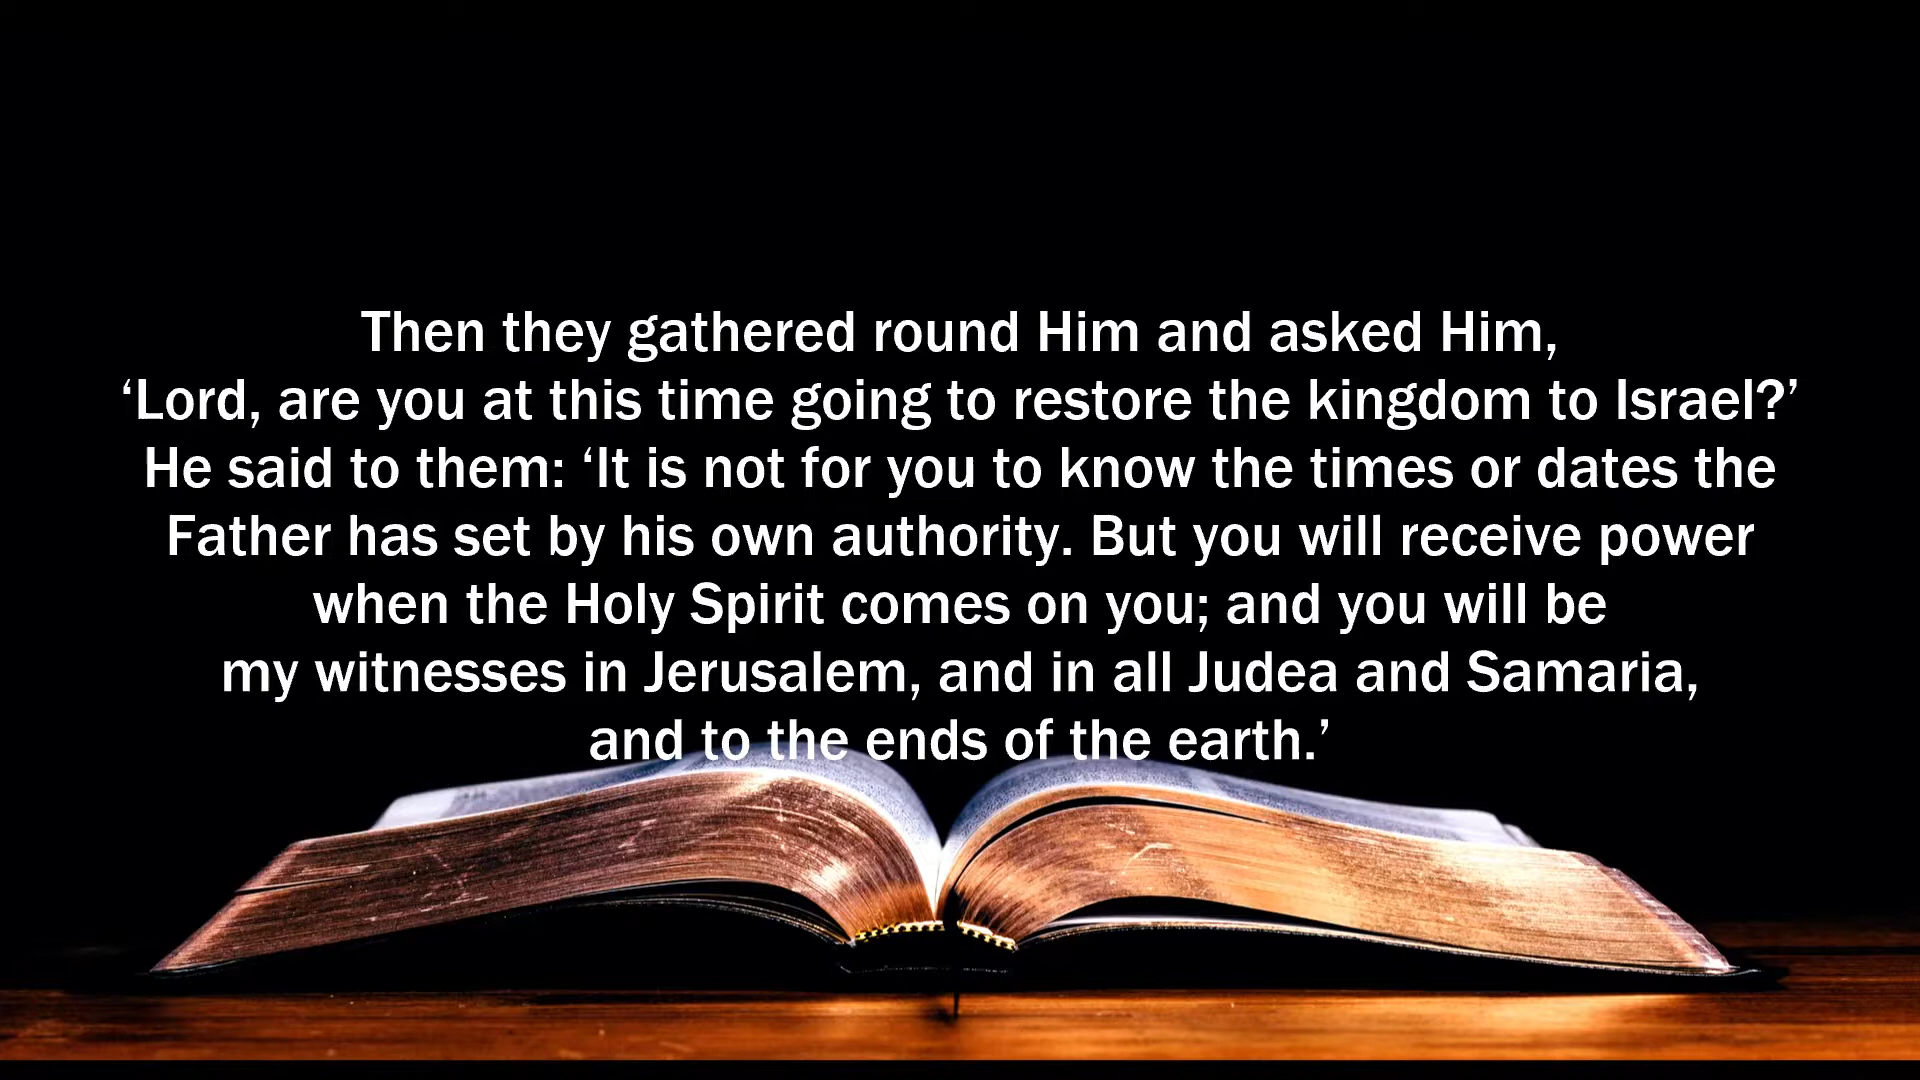 Then they gathered round Him and asked Him,
‘Lord, are you at this time going to restore the kingdom to Israel?’
He said to them: ‘It is not for you to know the times or dates the
Father has set by his own authority. But you will receive power
when the Holy Spirit comes on you; and you will be
my witnesses in Jerusalem, and in all Judea and Samaria,
and to the ends of the earth.’